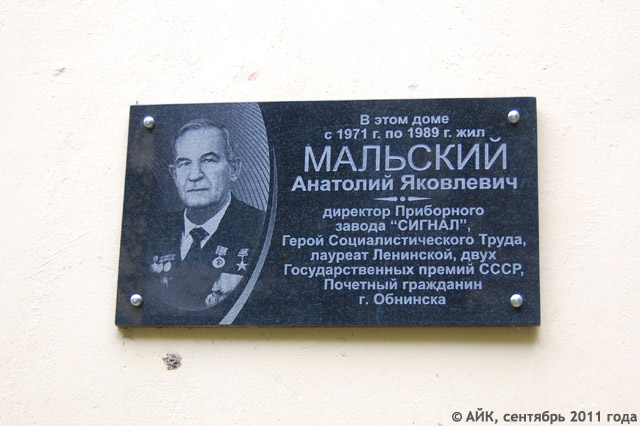 В этом доме
с 1971 г. по 1989 г. жил
МАЛЬСКИЙ
Анатолий Яковлевич
директор Приборного
завода "СИГНАЛ",
Герой Социалистического Труда,
лауреат Ленинской, двух
Государственных премий СССР,
Почетный гражданин
г. Обнинска
© АЙК, сентябрь 2011 года